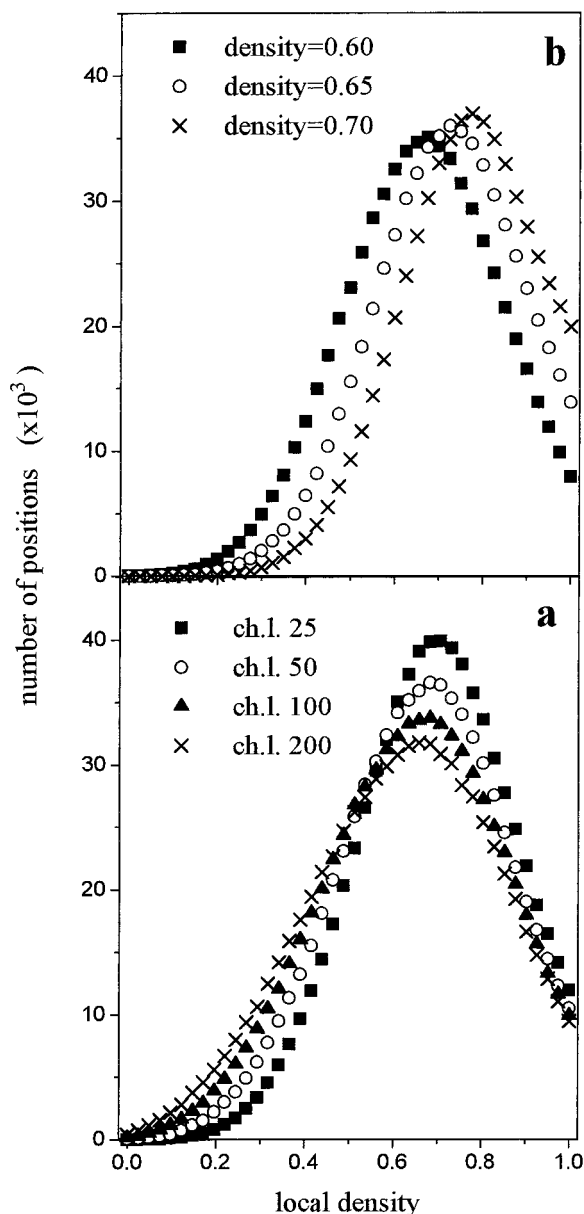 b
40
density=0.60
density=0.65
density=0.70
30
20
10
0
number of positions (x10³)
a
40
ch.l. 25
ch.l. 50
ch.l. 100
ch.l. 200
30
20
10
0
0.0 0.2 0.4 0.6 0.8 1.0
local density